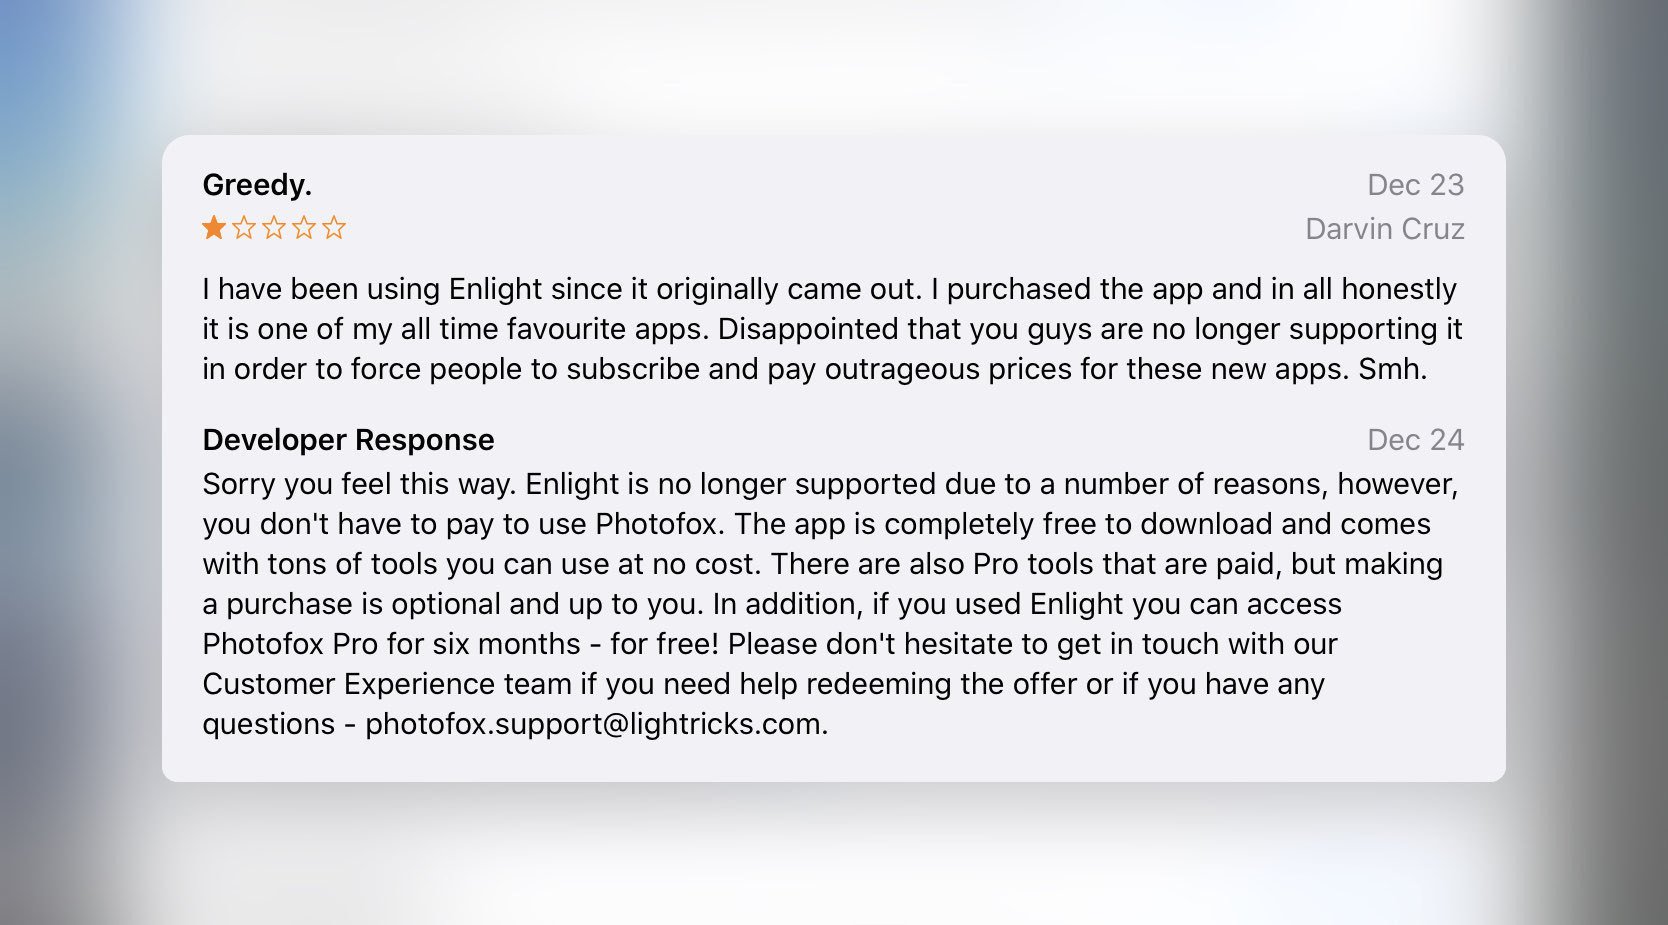 Greedy.
Dec 23
Darvin Cruz
I have been using Enlight since it originally came out. I purchased the app and in all honestly
it is one of my all time favourite apps. Disappointed that you guys are no longer supporting it
in order to force people to subscribe and pay outrageous prices for these new apps. Smh.
Developer Response
Dec 24
Sorry you feel this way. Enlight is no longer supported due to a number of reasons, however,
you don't have to pay to use Photofox. The app is completely free to download and comes
with tons of tools you can use at no cost. There are also Pro tools that are paid, but making
a purchase is optional and up to you. In addition, if you used Enlight you can access
Photofox Pro for six months - for free! Please don't hesitate to get in touch with our
Customer Experience team if you need help redeeming the offer or if you have any
questions - photofox.support@lightricks.com.